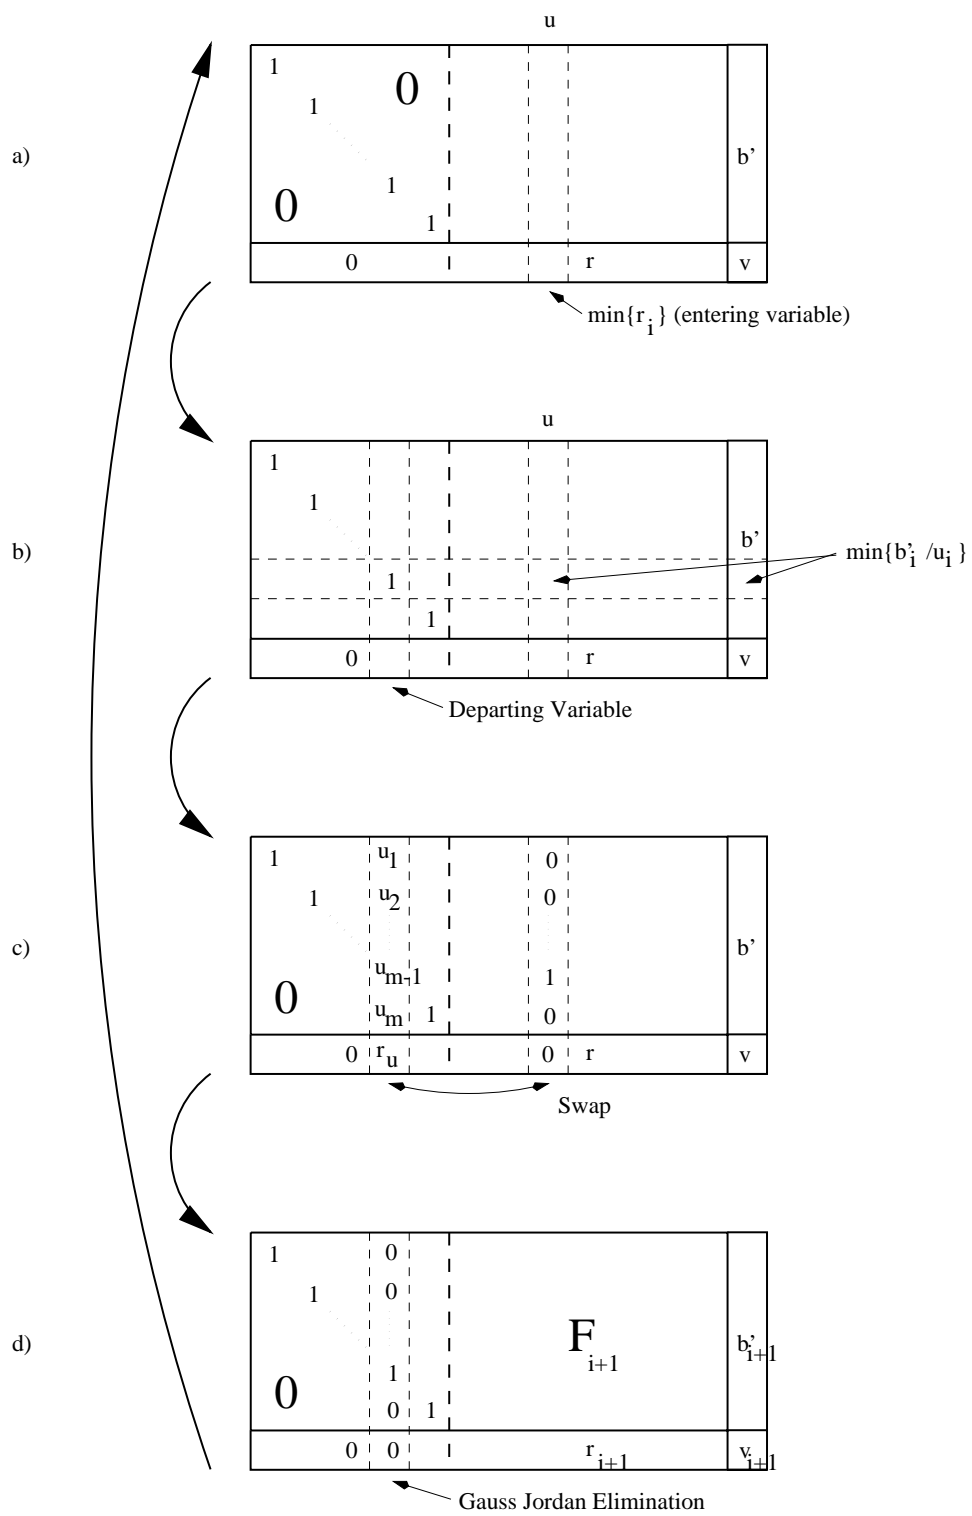 u
1
1
0
a)
b’
1
0
1
0
r
v
min{r_i} (entering variable)
u
1
1
b)
b’
min{b’_i /u_i}
1
1
0
r
v
Departing Variable
1
u_1
0
1
u_2
0
c)
b’
u_m-1
1
0
u_m
1
0
0
r_u
0
r
v
Swap
1
0
1
0
d)
F_i+1
b’_i+1
1
0
0
1
0
0
r_i+1
v_i+1
Gauss Jordan Elimination